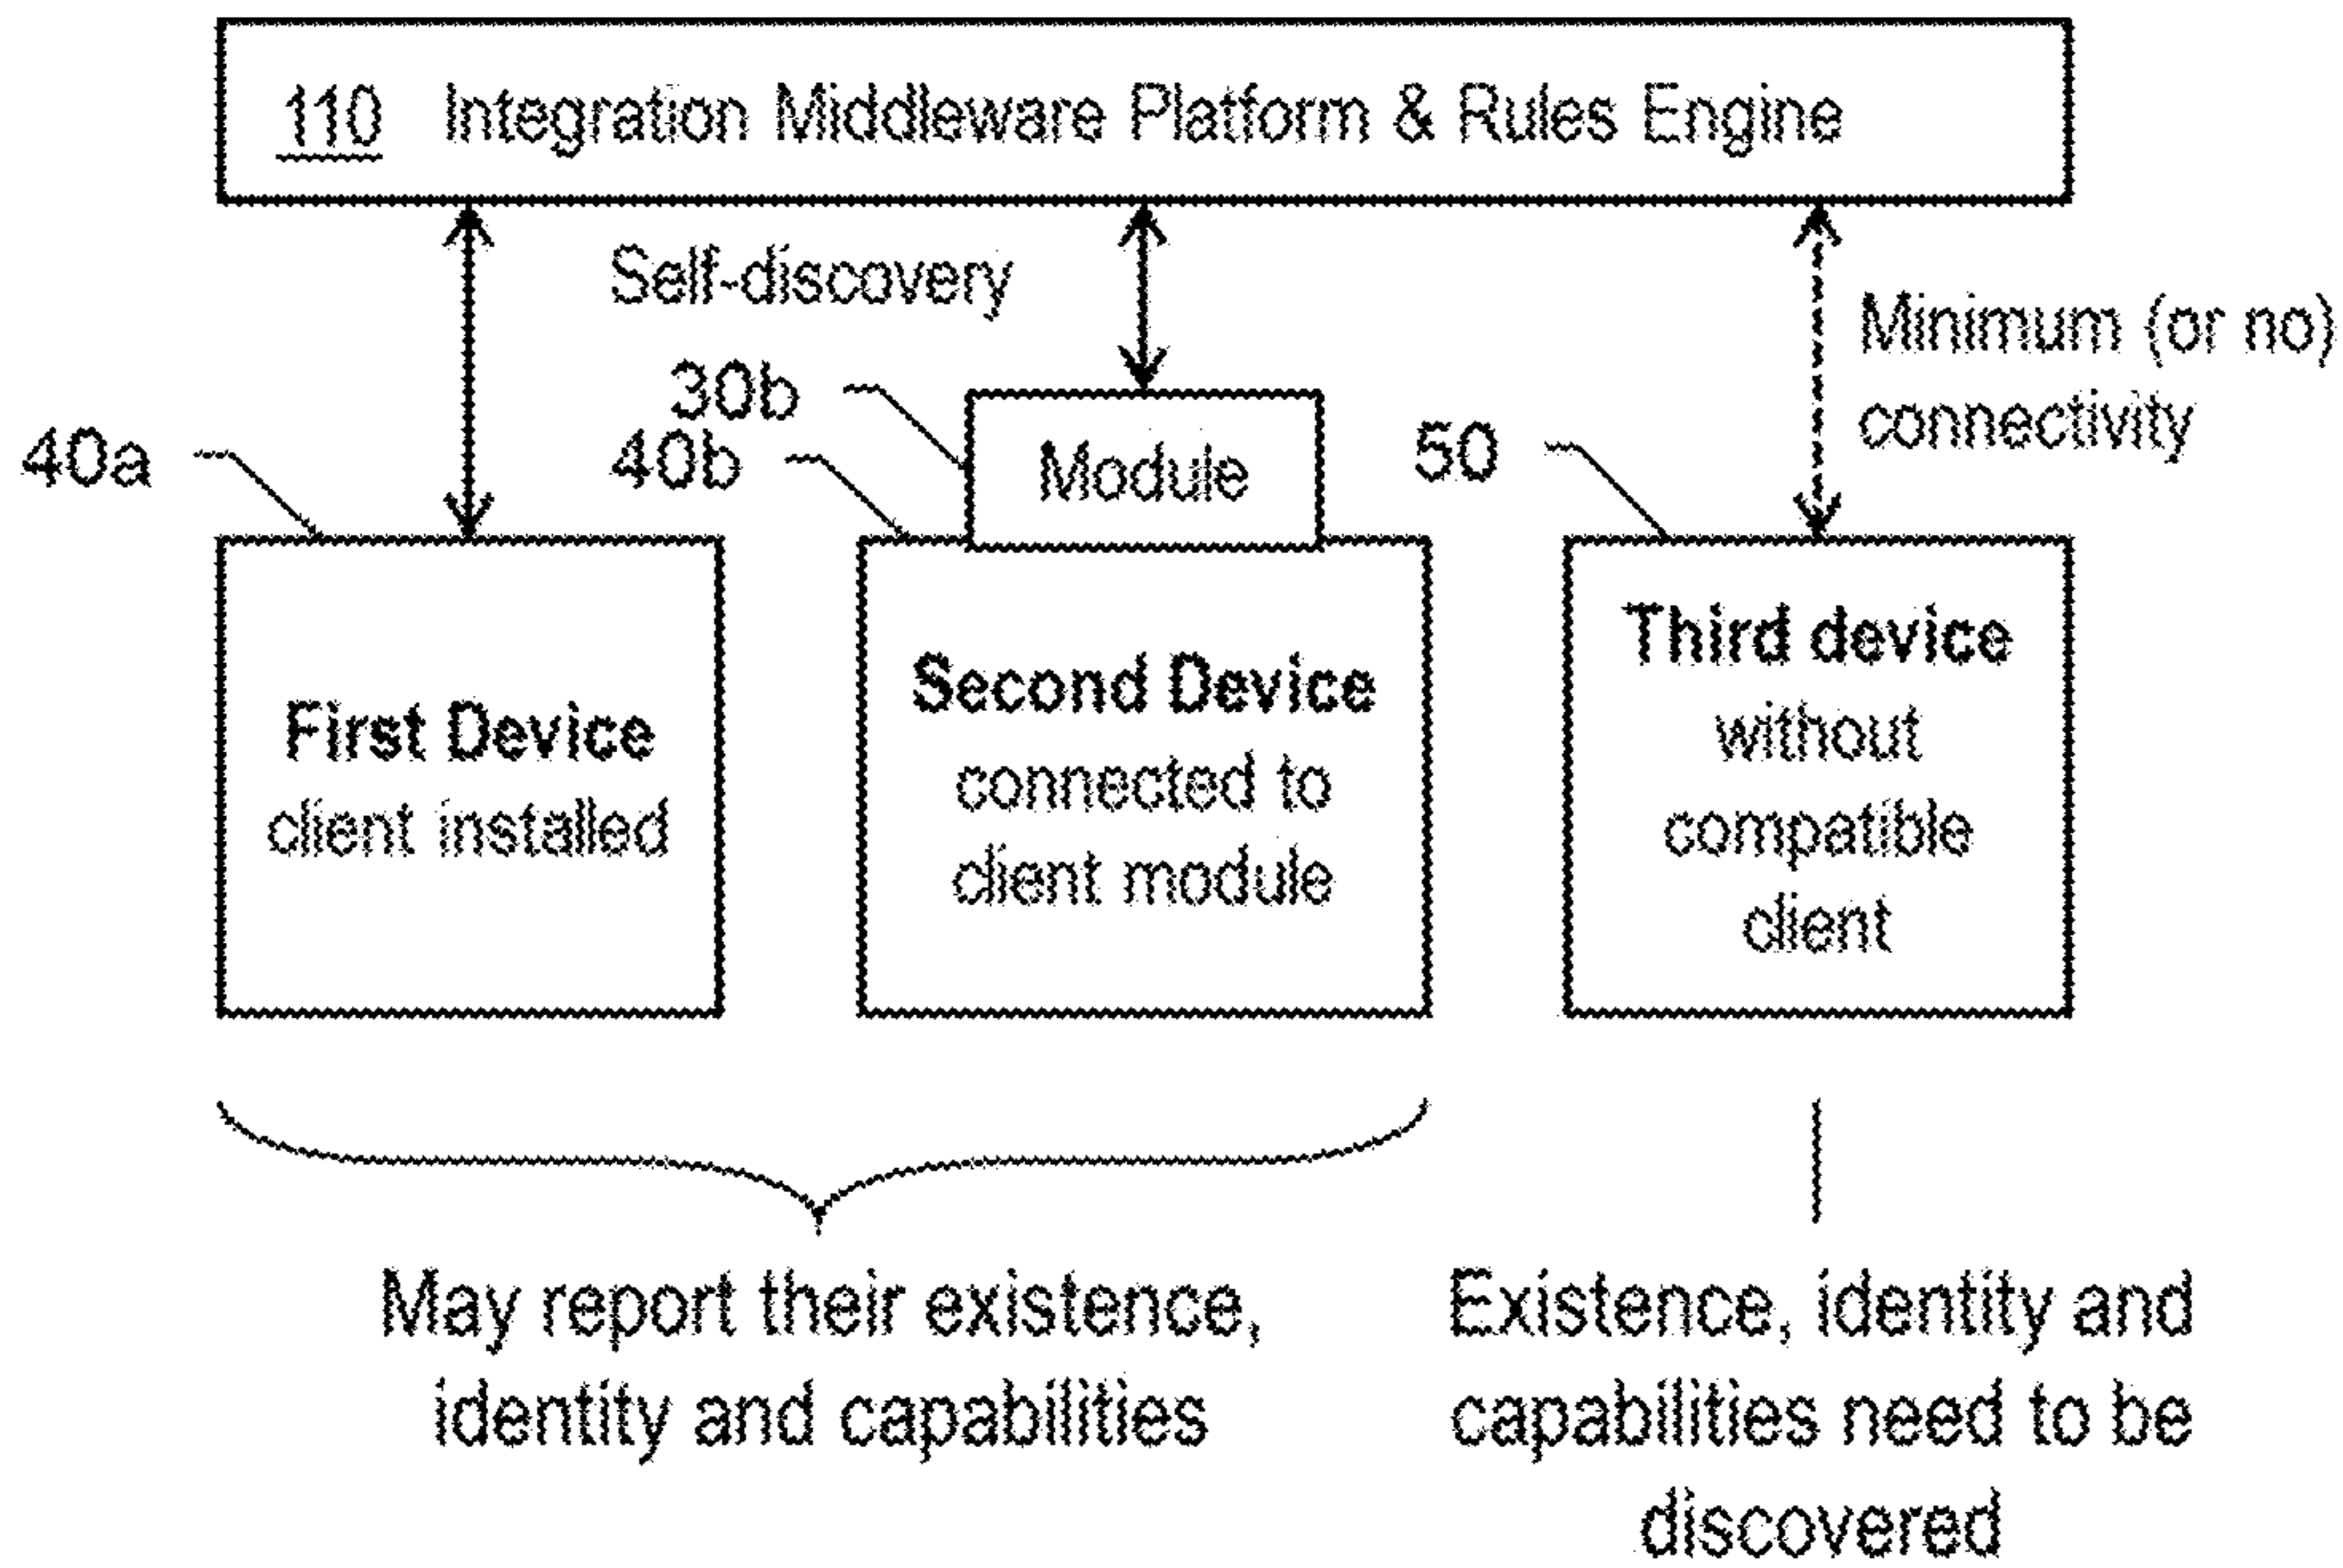 110 Integration Middleware Platform & Rules Engine
Self-discovery
Minimum (or no)
connectivity
30b
40a
40b
50
Module
First Device
client installed
Second Device
connected to
client module
Third device
without
compatible
client
May report their existence,
identity and capabilities
Existence, identity and
capabilities need to be
discovered